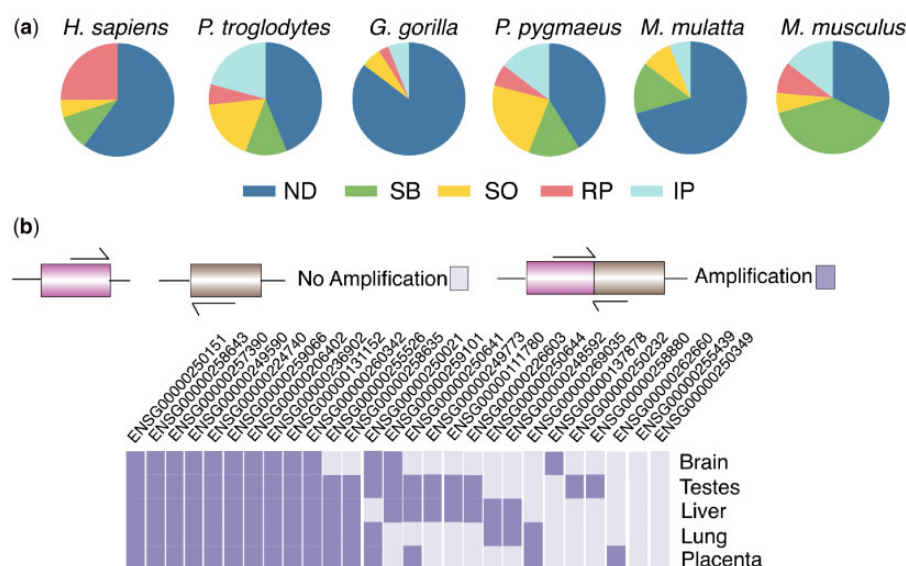 (a)
H. sapiens P. troglodytes G. gorilla P. pygmaeus M. mulatta M. musculus
ND SB SO RP IP
(b)
No Amplification Amplification
ENSG00000250151
ENSG00000258643
ENSG00000257390
ENSG00000249590
ENSG00000224740
ENSG00000259066
ENSG00000206402
ENSG00000236902
ENSG00000131152
ENSG00000260342
ENSG00000255526
ENSG00000258635
ENSG00000250021
ENSG00000259101
ENSG00000250641
ENSG00000249773
ENSG00000111780
ENSG00000226603
ENSG00000250644
ENSG00000248592
ENSG00000269035
ENSG00000137878
ENSG00000250232
ENSG00000258880
ENSG00000262660
ENSG00000255439
ENSG00000250349
Brain
Testes
Liver
Lung
Placenta